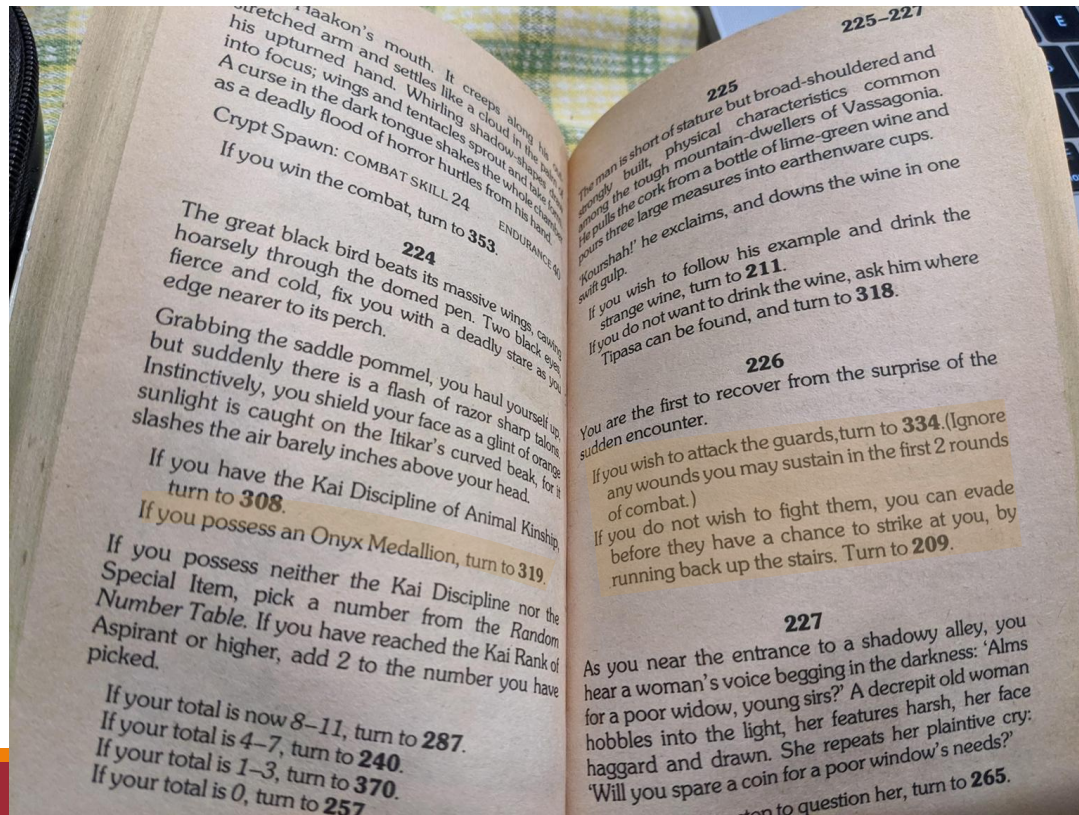 Haakon's mouth. It creeps along his
stretched arm and settles like a cloud in the palm of
his upturned hand. Whirling shadow-shapes draw
into focus; wings and tentacles sprout and take form.
A curse in the dark tongue shakes the whole chamber
as a deadly flood of horror hurtles from his hand.
Crypt Spawn: COMBAT SKILL 24 ENDURANCE 40
If you win the combat, turn to 353.
224
The great black bird beats its massive wings, cawing
hoarsely through the domed pen. Two black eyes,
fierce and cold, fix you with a deadly stare as you
edge nearer to its perch.
Grabbing the saddle pommel, you haul yourself up,
but suddenly there is a flash of razor sharp talons.
Instinctively, you shield your face as a glint of orange
sunlight is caught on the Itikar's curved beak, for it
slashes the air barely inches above your head.
If you have the Kai Discipline of Animal Kinship,
turn to 308.
If you possess an Onyx Medallion, turn to 319.
If you possess neither the Kai Discipline nor the
Special Item, pick a number from the Random
Number Table. If you have reached the Kai Rank of
Aspirant or higher, add 2 to the number you have
picked.
If your total is now 8–11, turn to 287.
If your total is 4–7, turn to 240.
If your total is 1–3, turn to 370.
If your total is 0, turn to 257
225–227
225
The man is short of stature but broad-shouldered and
strongly built, physical characteristics common
among the tough mountain-dwellers of Vassagonia.
He pulls the cork from a bottle of lime-green wine and
pours three large measures into earthenware cups.
'Kourshah!' he exclaims, and downs the wine in one
swift gulp.
If you wish to follow his example and drink the
strange wine, turn to 211.
If you do not want to drink the wine, ask him where
Tipasa can be found, and turn to 318.
226
You are the first to recover from the surprise of the
sudden encounter.
If you wish to attack the guards,turn to 334.(Ignore
any wounds you may sustain in the first 2 rounds
of combat.)
If you do not wish to fight them, you can evade
before they have a chance to strike at you, by
running back up the stairs. Turn to 209.
227
As you near the entrance to a shadowy alley, you
hear a woman's voice begging in the darkness: 'Alms
for a poor widow, young sirs?' A decrepit old woman
hobbles into the light, her features harsh, her face
haggard and drawn. She repeats her plaintive cry:
'Will you spare a coin for a poor window's needs?'
to question her, turn to 265.
E